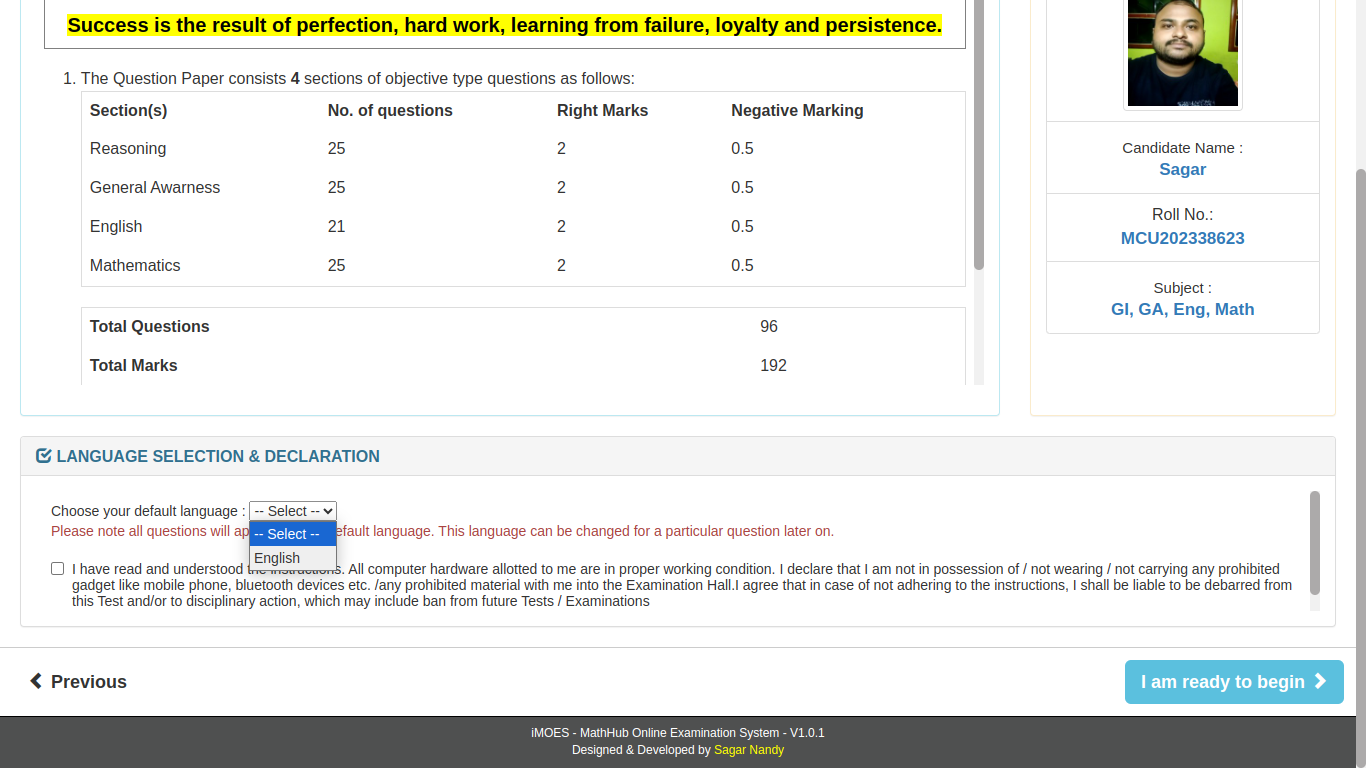 Success is the result of perfection, hard work, learning from failure, loyalty and persistence.
1. The Question Paper consists 4 sections of objective type questions as follows:
Section(s) No. of questions Right Marks Negative Marking
Reasoning 25 2 0.5
General Awarness 25 2 0.5
English 21 2 0.5
Mathematics 25 2 0.5
Total Questions 96
Total Marks 192
Candidate Name :
Sagar
Roll No.:
MCU202338623
Subject :
GI, GA, Eng, Math
LANGUAGE SELECTION & DECLARATION
Choose your default language : -- Select --
Please note all questions will ap efault language. This language can be changed for a particular question later on.
-- Select --
English
I have read and understood the instructions. All computer hardware allotted to me are in proper working condition. I declare that I am not in possession of / not wearing / not carrying any prohibited
gadget like mobile phone, bluetooth devices etc. /any prohibited material with me into the Examination Hall.I agree that in case of not adhering to the instructions, I shall be liable to be debarred from
this Test and/or to disciplinary action, which may include ban from future Tests / Examinations
Previous
I am ready to begin
iMOES - MathHub Online Examination System - V1.0.1
Designed & Developed by Sagar Nandy